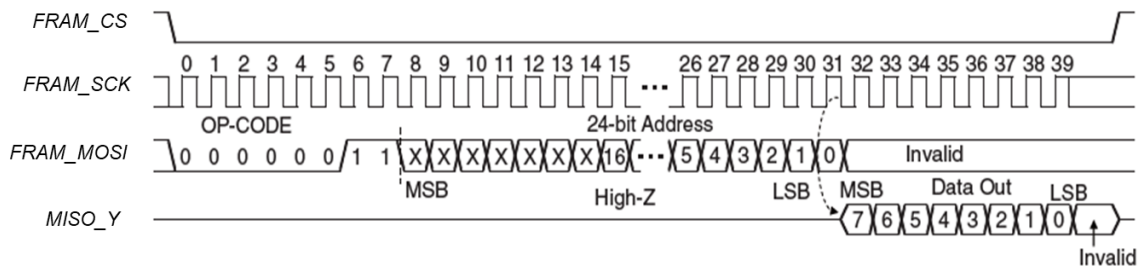 FRAM_CS
0 1 2 3 4 5 6 7 8 9 10 11 12 13 14 15 26 27 28 29 30 31 32 33 34 35 36 37 38 39
FRAM_SCK
OP-CODE 24-bit Address
FRAM_MOSI 0 0 0 0 0 0 1 1 X X X X X X X 16 5 4 3 2 1 0 Invalid
MSB High-Z LSB MSB Data Out LSB
MISO_Y 7 6 5 4 3 2 1 0
Invalid